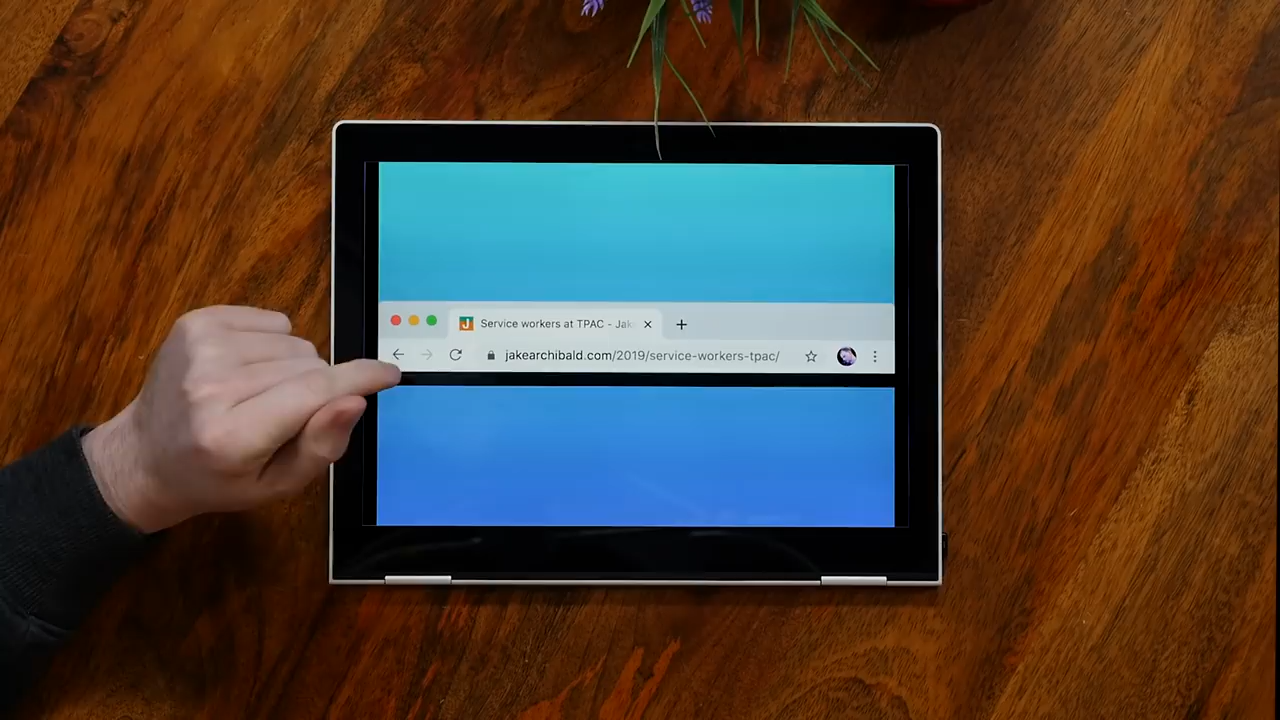 Service workers at TPAC - Jak
jakearchibald.com/2019/service-workers-tpac/